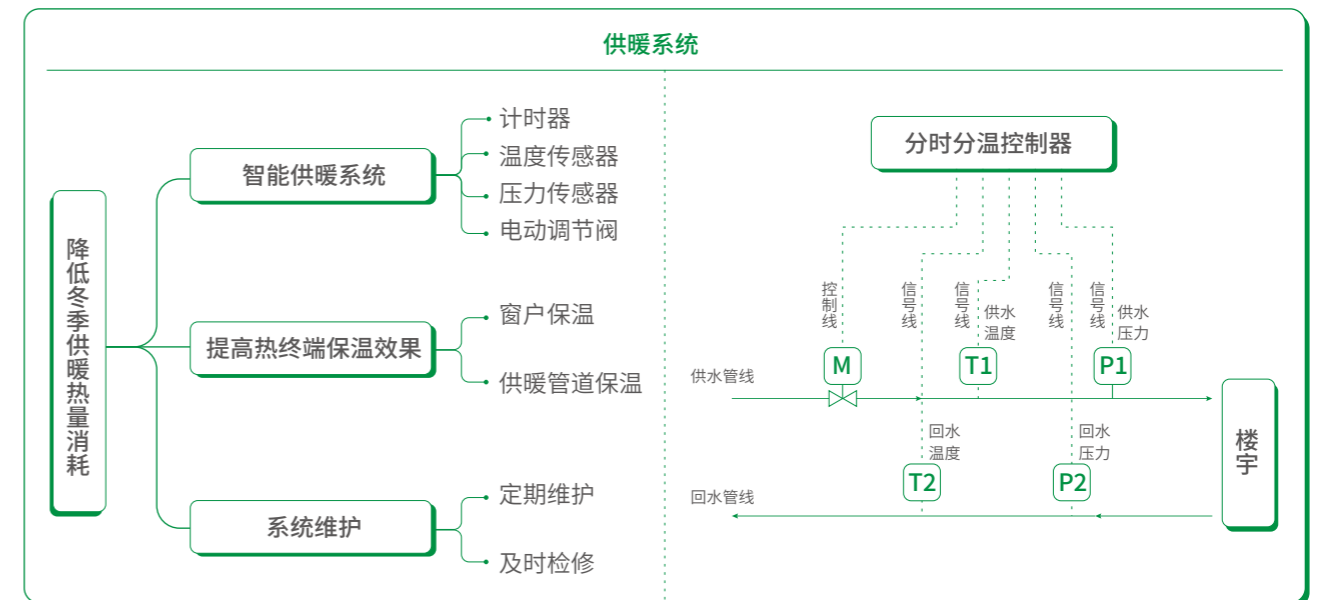 供暖系统
降低冬季供暖热量消耗
智能供暖系统
计时器
温度传感器
压力传感器
电动调节阀
提高热终端保温效果
窗户保温
供暖管道保温
系统维护
定期维护
及时检修
分时分温控制器
控制线
信号线
信号线
供水
温度
信号线
信号线
供水
压力
M
T1
P1
供水管线
回水
温度
回水
压力
T2
P2
回水管线
楼宇